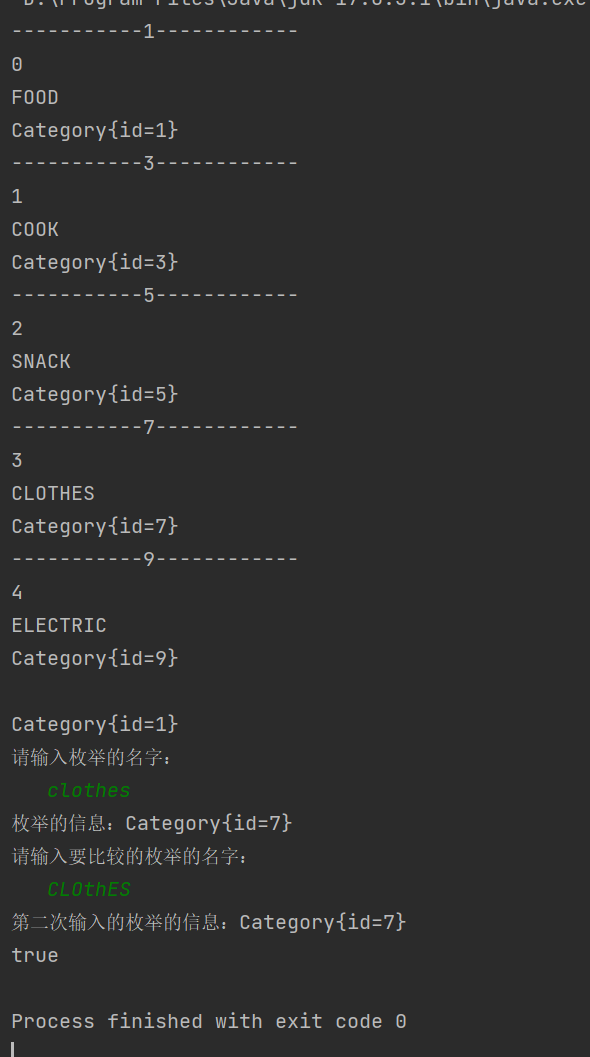 -----------1------------
0
FOOD
Category{id=1}
-----------3------------
1
COOK
Category{id=3}
-----------5------------
2
SNACK
Category{id=5}
-----------7------------
3
CLOTHES
Category{id=7}
-----------9------------
4
ELECTRIC
Category{id=9}
Category{id=1}
请输入枚举的名字：
clothes
枚举的信息：Category{id=7}
请输入要比较的枚举的名字：
CLOthES
第二次输入的枚举的信息：Category{id=7}
true
Process finished with exit code 0